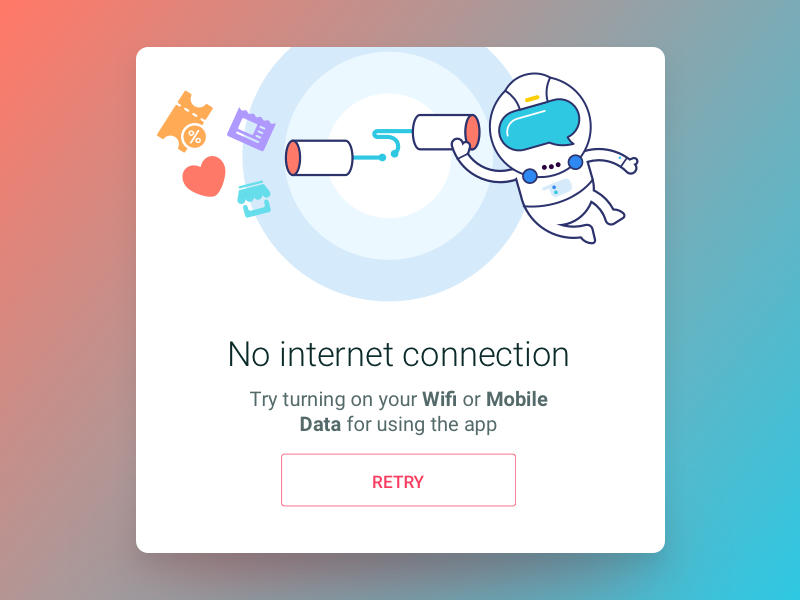 No internet connection
Try turning on your Wifi or Mobile
Data for using the app
RETRY
%